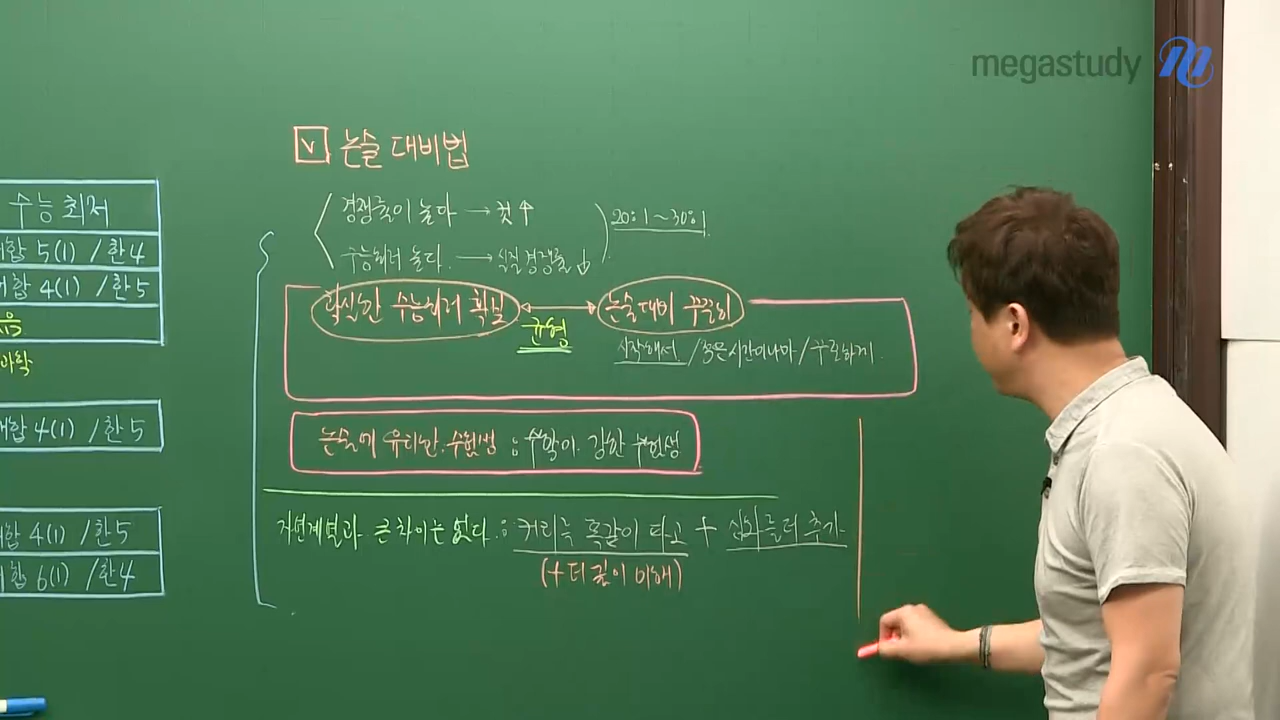 megastudy
수능최저
합 5(1) / 한4
합 4(1) / 한5
합 4(1) / 한5
합 4(1) / 한5
합 6(1) / 한4
V 논술 대비법
경쟁률이 높다 → 컷 ↑
수능최저 높다. → 실질경쟁률 ↓
20:1~30:1
확실한 수능최저 확보 ↔ 논술대비 꾸준히
균형
시작해서 / 짧은시간이나마 / 꾸준하게.
논술에 유리한 수험생 : 수학이 강한 수험생
자연계열과 큰 차이는 없다. : 커리는 똑같이 타고 + 심화를 더 추가
(+ 더 깊이 이해)